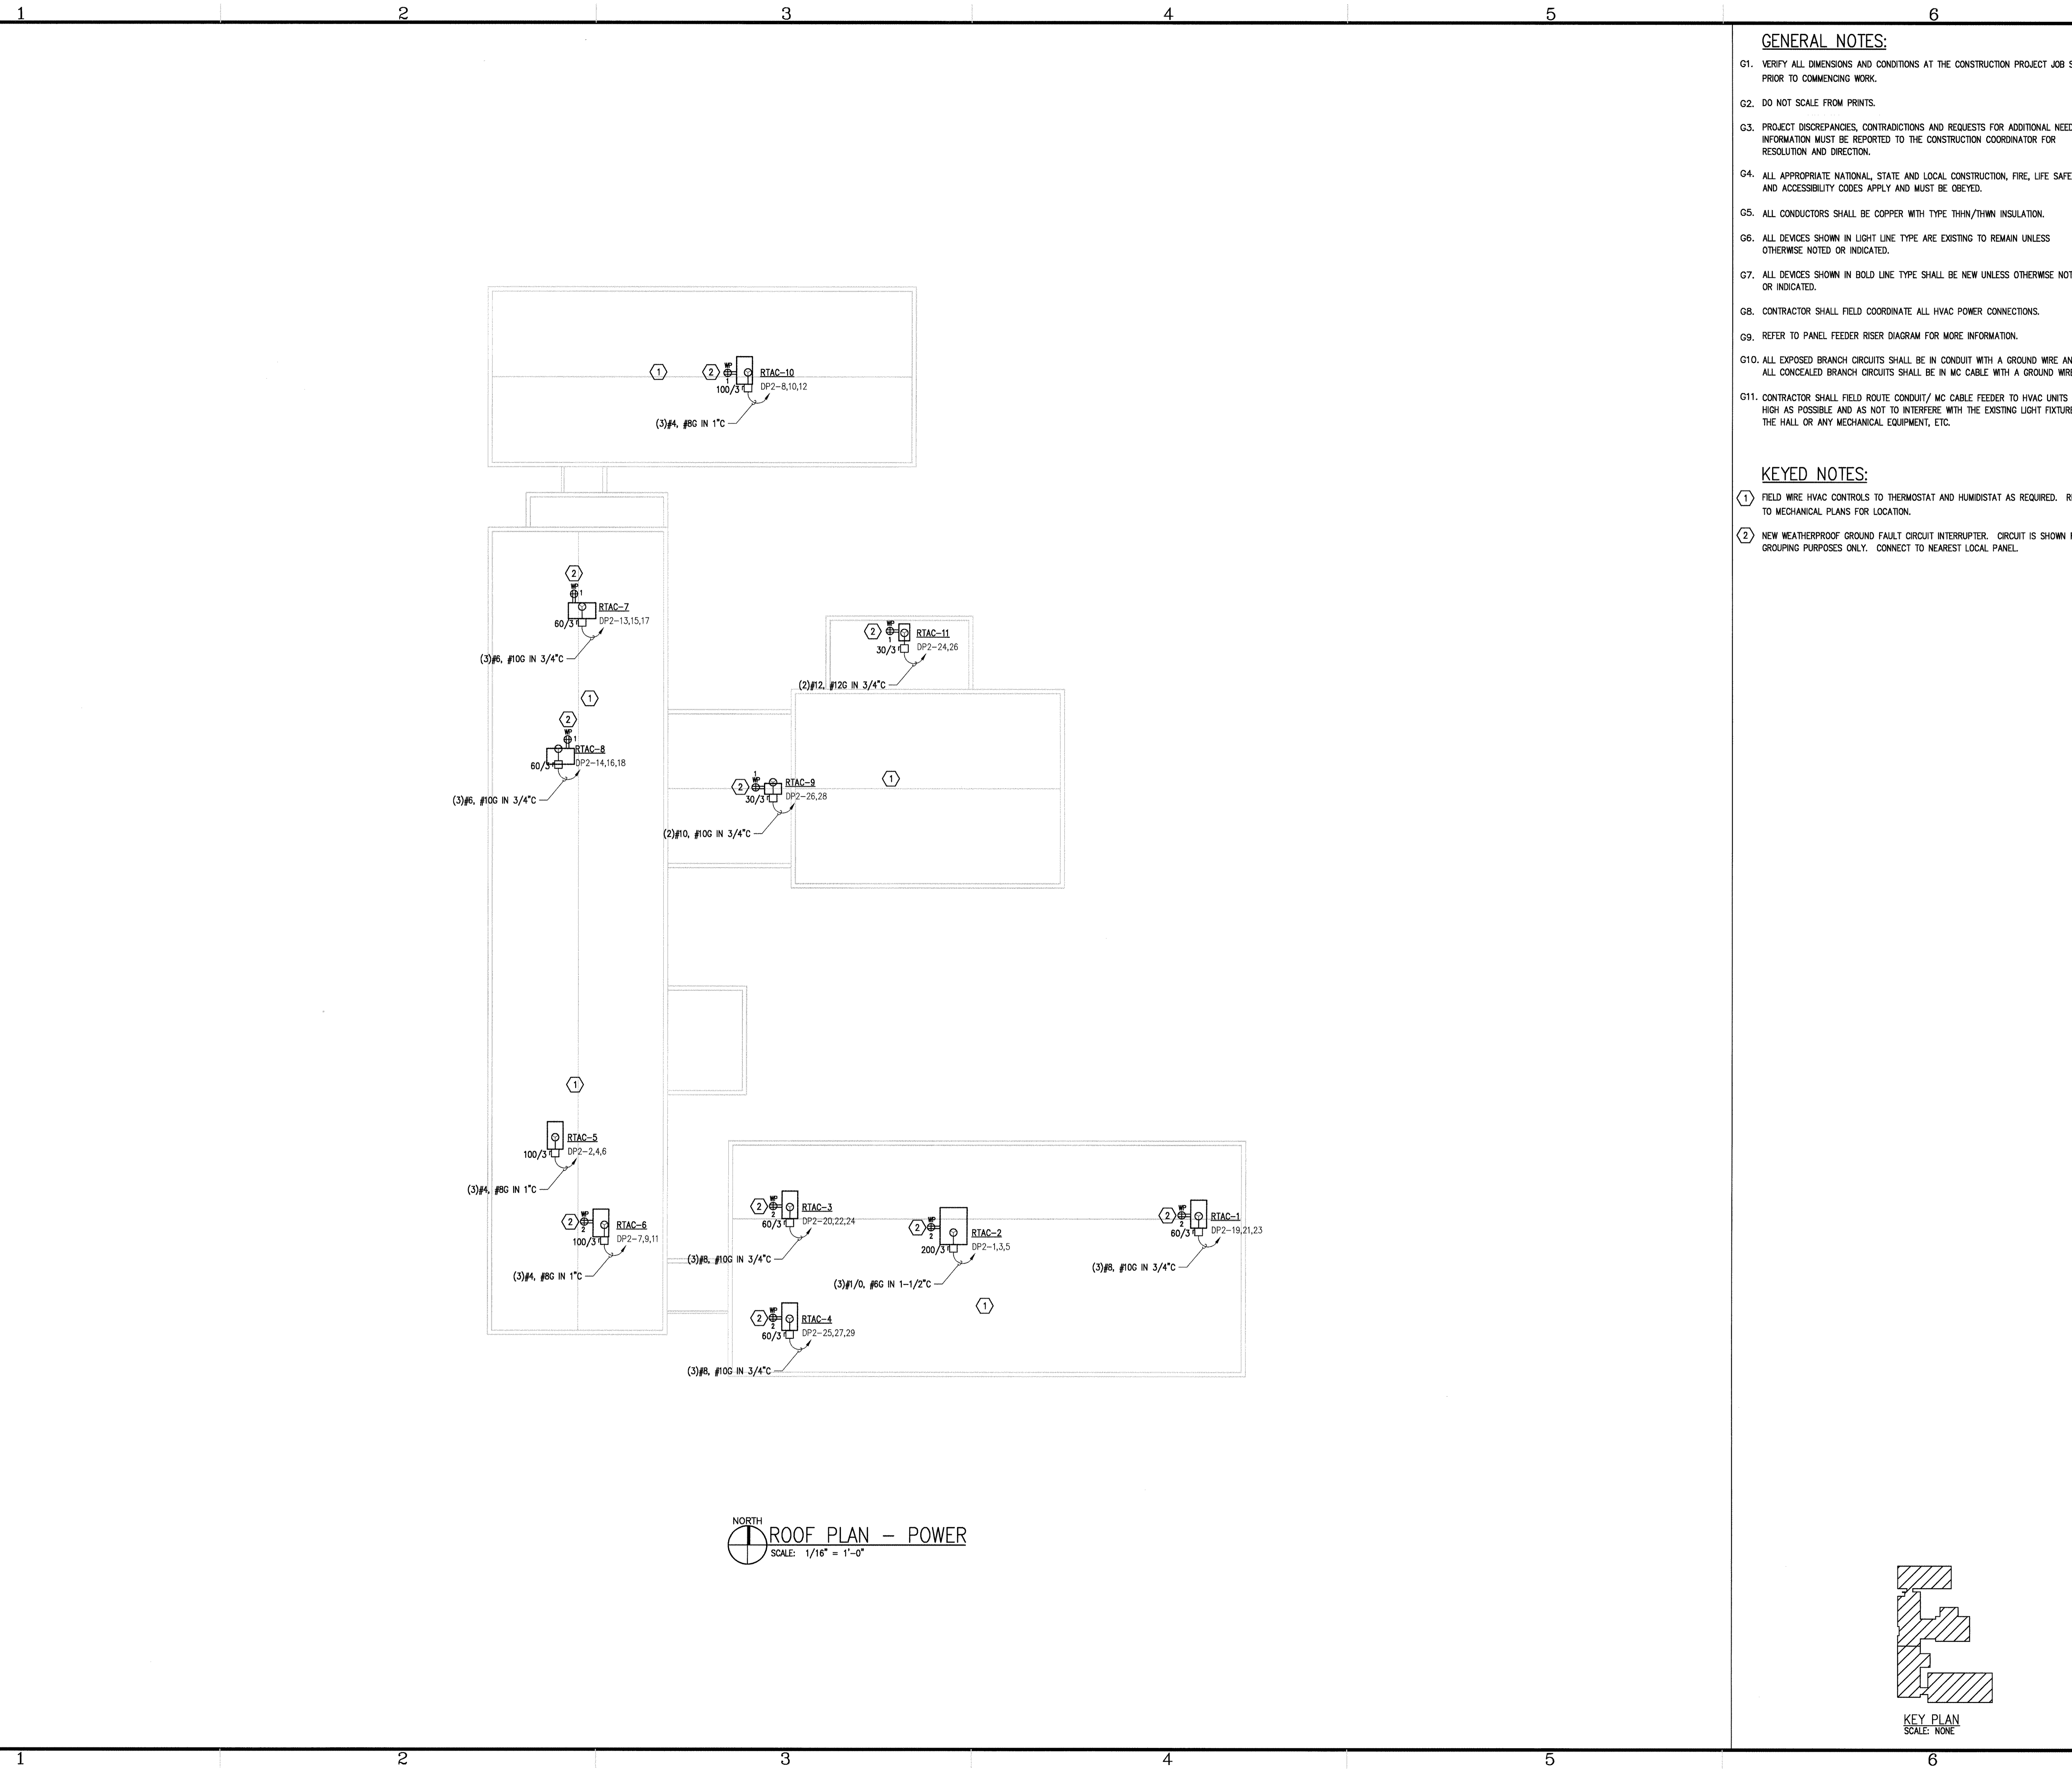 1 2 3 4 5 6
GENERAL NOTES:
G1. VERIFY ALL DIMENSIONS AND CONDITIONS AT THE CONSTRUCTION PROJECT JOB
PRIOR TO COMMENCING WORK.
G2. DO NOT SCALE FROM PRINTS.
G3. PROJECT DISCREPANCIES, CONTRADICTIONS AND REQUESTS FOR ADDITIONAL
INFORMATION MUST BE REPORTED TO THE CONSTRUCTION COORDINATOR FOR
RESOLUTION AND DIRECTION.
G4. ALL APPROPRIATE NATIONAL, STATE AND LOCAL CONSTRUCTION, FIRE, LIFE
AND ACCESSIBILITY CODES APPLY AND MUST BE OBEYED.
G5. ALL CONDUCTORS SHALL BE COPPER WITH TYPE THHN/THWN INSULATION.
G6. ALL DEVICES SHOWN IN LIGHT LINE TYPE ARE EXISTING TO REMAIN UNLESS
OTHERWISE NOTED OR INDICATED.
G7. ALL DEVICES SHOWN IN BOLD LINE TYPE SHALL BE NEW UNLESS OTHERWISE
OR INDICATED.
G8. CONTRACTOR SHALL FIELD COORDINATE ALL HVAC POWER CONNECTIONS.
G9. REFER TO PANEL FEEDER RISER DIAGRAM FOR MORE INFORMATION.
G10. ALL EXPOSED BRANCH CIRCUITS SHALL BE IN CONDUIT WITH A GROUND WIRE
ALL CONCEALED BRANCH CIRCUITS SHALL BE IN MC CABLE WITH A GROUND
G11. CONTRACTOR SHALL FIELD ROUTE CONDUIT/ MC CABLE FEEDER TO HVAC UNITS
HIGH AS POSSIBLE AND AS NOT TO INTERFERE WITH THE EXISTING LIGHT
THE HALL OR ANY MECHANICAL EQUIPMENT, ETC.
KEYED NOTES:
1 FIELD WIRE HVAC CONTROLS TO THERMOSTAT AND HUMIDISTAT AS REQUIRED.
TO MECHANICAL PLANS FOR LOCATION.
2 NEW WEATHERPROOF GROUND FAULT CIRCUIT INTERRUPTER. CIRCUIT IS SHOWN
GROUPING PURPOSES ONLY. CONNECT TO NEAREST LOCAL PANEL.
1 2 WP 1 RTAC-10
100/3 DP2-8,10,12
(3)#4, #8G IN 1"C
2
WP 1
RTAC-7
60/3 DP2-13,15,17
(3)#6, #10G IN 3/4"C
1
2 WP 1 RTAC-11
30/3 DP2-24,26
(2)#12, #12G IN 3/4"C
2
WP 1
RTAC-8
60/3 DP2-14,16,18
(3)#6, #10G IN 3/4"C
1
2 WP 1 RTAC-9
30/3 DP2-26,28
(2)#10, #10G IN 3/4"C
1
1
RTAC-5
100/3 DP2-2,4,6
(3)#4, #8G IN 1"C
2 WP 2 RTAC-6
100/3 DP2-7,9,11
(3)#4, #8G IN 1"C
2 WP 2 RTAC-3
60/3 DP2-20,22,24
(3)#8, #10G IN 3/4"C
2 WP 2 RTAC-2
200/3 DP2-1,3,5
(3)#1/0, #6G IN 1-1/2"C
2 WP 2 RTAC-1
60/3 DP2-19,21,23
(3)#8, #10G IN 3/4"C
1
2 WP 2 RTAC-4
60/3 DP2-25,27,29
(3)#8, #10G IN 3/4"C
NORTH
ROOF PLAN - POWER
SCALE: 1/16" = 1'-0"
KEY PLAN
SCALE: NONE
1 2 3 4 5 6